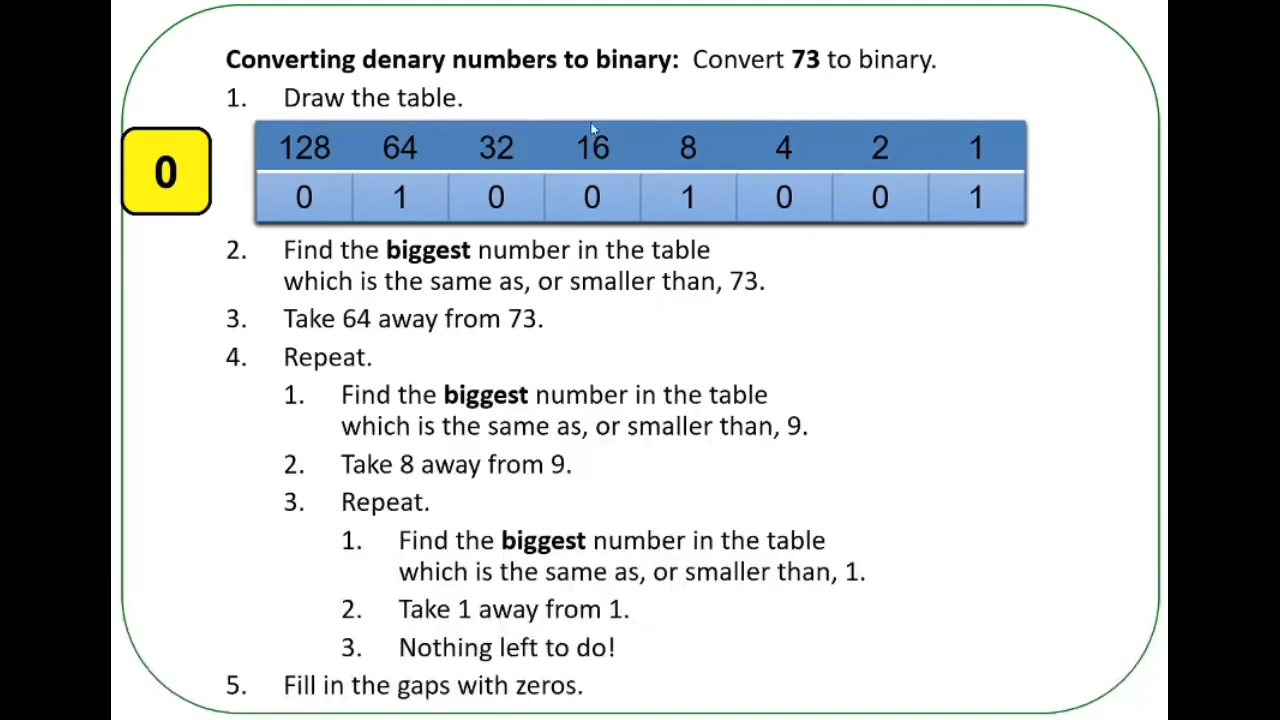 Converting denary numbers to binary: Convert 73 to binary.
1. Draw the table.
0
128 64 32 16 8 4 2 1
0 1 0 0 1 0 0 1
2. Find the biggest number in the table
which is the same as, or smaller than, 73.
3. Take 64 away from 73.
4. Repeat.
1. Find the biggest number in the table
which is the same as, or smaller than, 9.
2. Take 8 away from 9.
3. Repeat.
1. Find the biggest number in the table
which is the same as, or smaller than, 1.
2. Take 1 away from 1.
3. Nothing left to do!
5. Fill in the gaps with zeros.